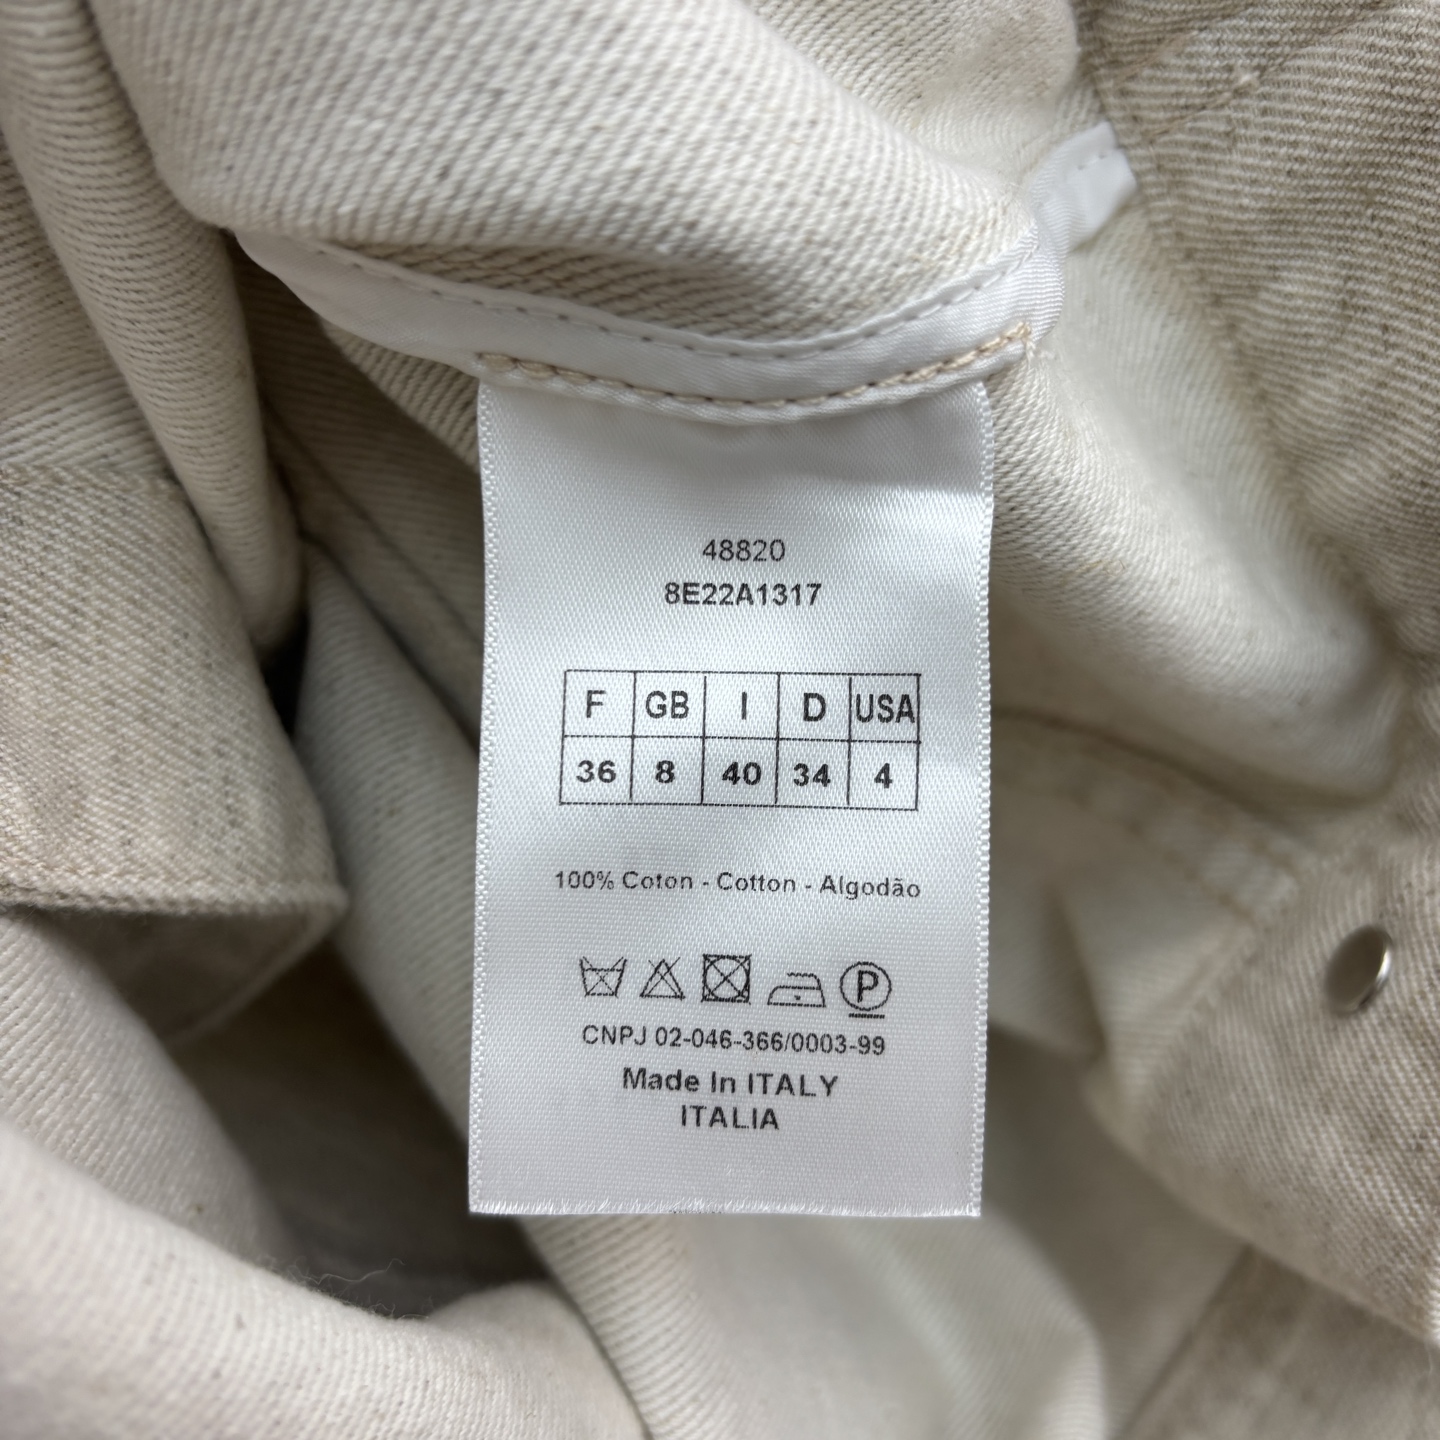 48820
8E22A1317
F GB I D USA
36 8 40 34 4
100% Coton - Cotton - Algodão
P
CNPJ 02-046-366/0003-99
Made In ITALY
ITALIA